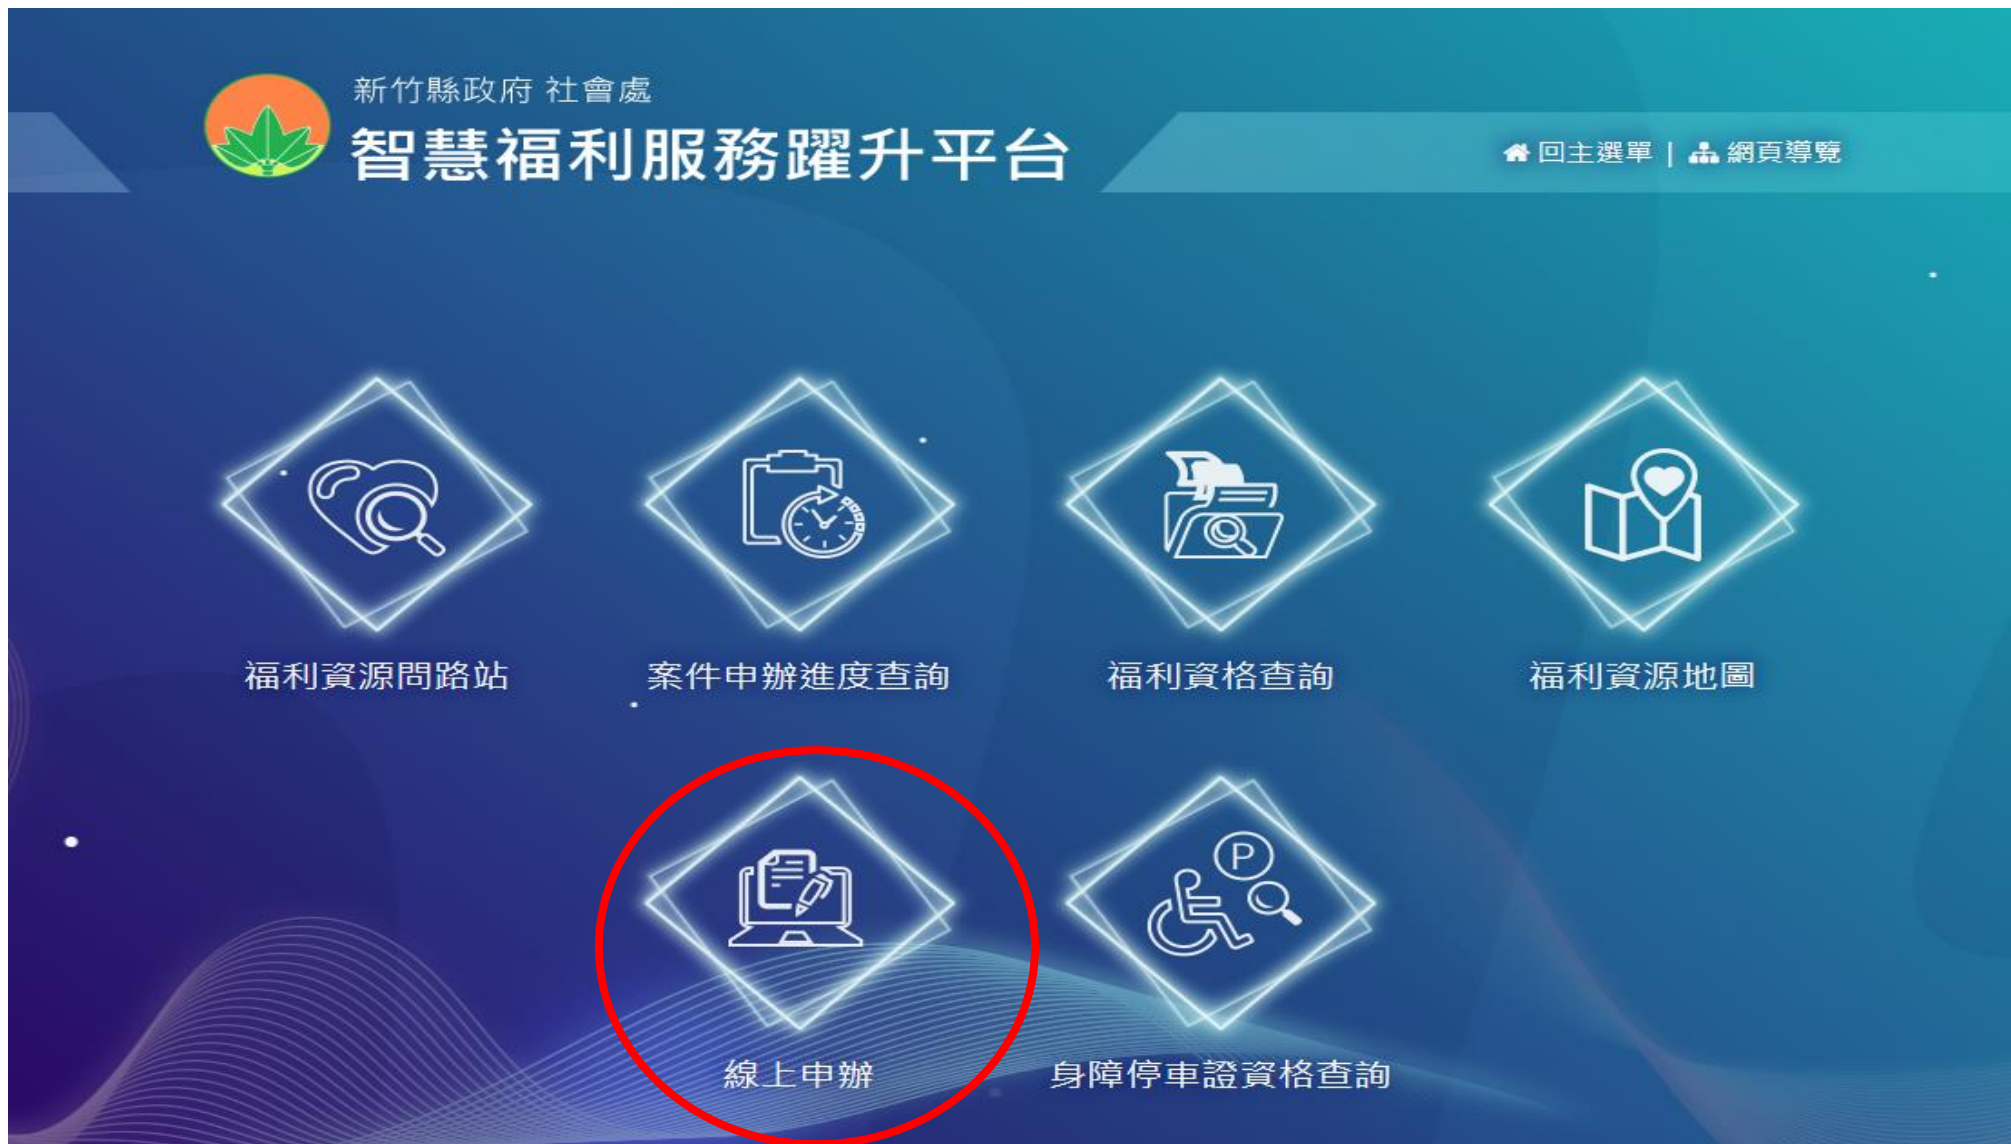 新竹縣政府 社會處
智慧福利服務躍升平台
回主選單 | 網頁導覽
福利資源問路站
案件申辦進度查詢
福利資格查詢
福利資源地圖
P
線上申辦
身障停車證資格查詢